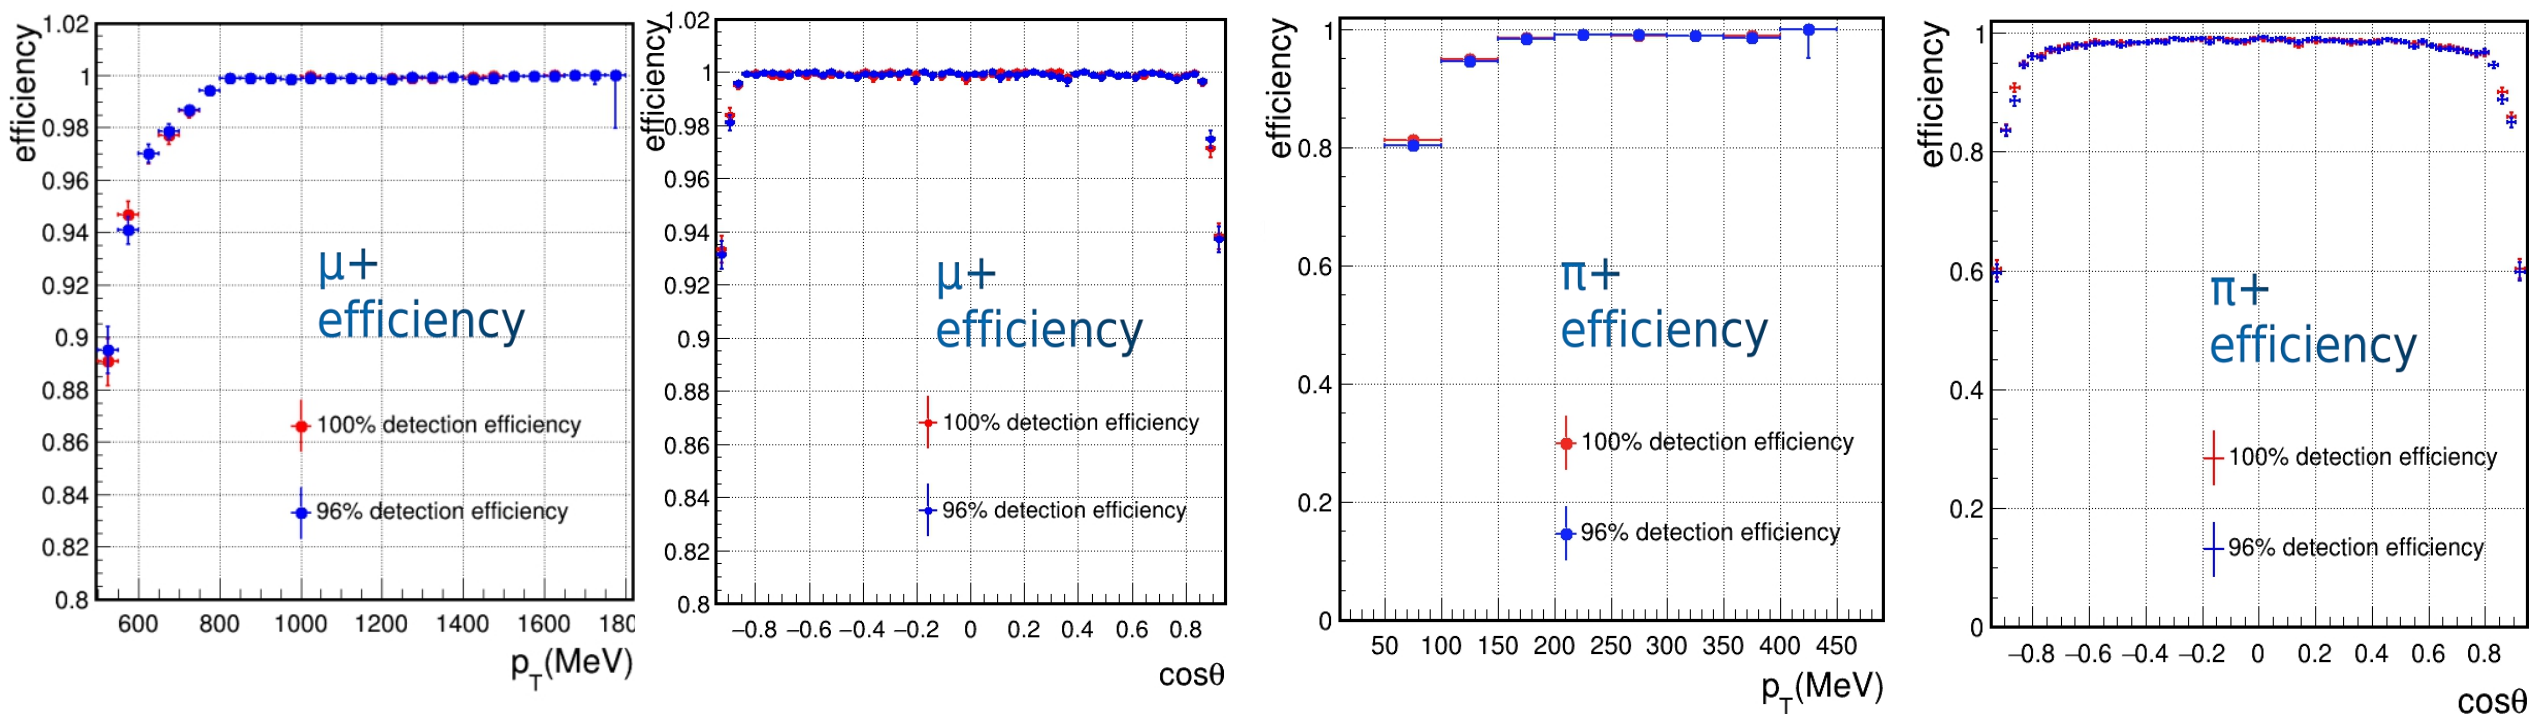 efficiency
1.02
1
0.98
0.96
0.94
0.92
0.9
0.88
0.86
0.84
0.82
0.8
μ+
efficiency
100% detection efficiency
96% detection efficiency
600 800 1000 1200 1400 1600 180
pT(MeV)
efficiency
1.02
1
0.98
0.96
0.94
0.92
0.9
0.88
0.86
0.84
0.82
0.8
μ+
efficiency
100% detection efficiency
96% detection efficiency
−0.8 −0.6 −0.4 −0.2 0 0.2 0.4 0.6 0.8
cosθ
efficiency
1
0.8
0.6
0.4
0.2
0
π+
efficiency
100% detection efficiency
96% detection efficiency
50 100 150 200 250 300 350 400 450
pT(MeV)
efficiency
1
0.8
0.6
0.4
0.2
0
π+
efficiency
100% detection efficiency
96% detection efficiency
−0.8 −0.6 −0.4 −0.2 0 0.2 0.4 0.6 0.8
cosθ